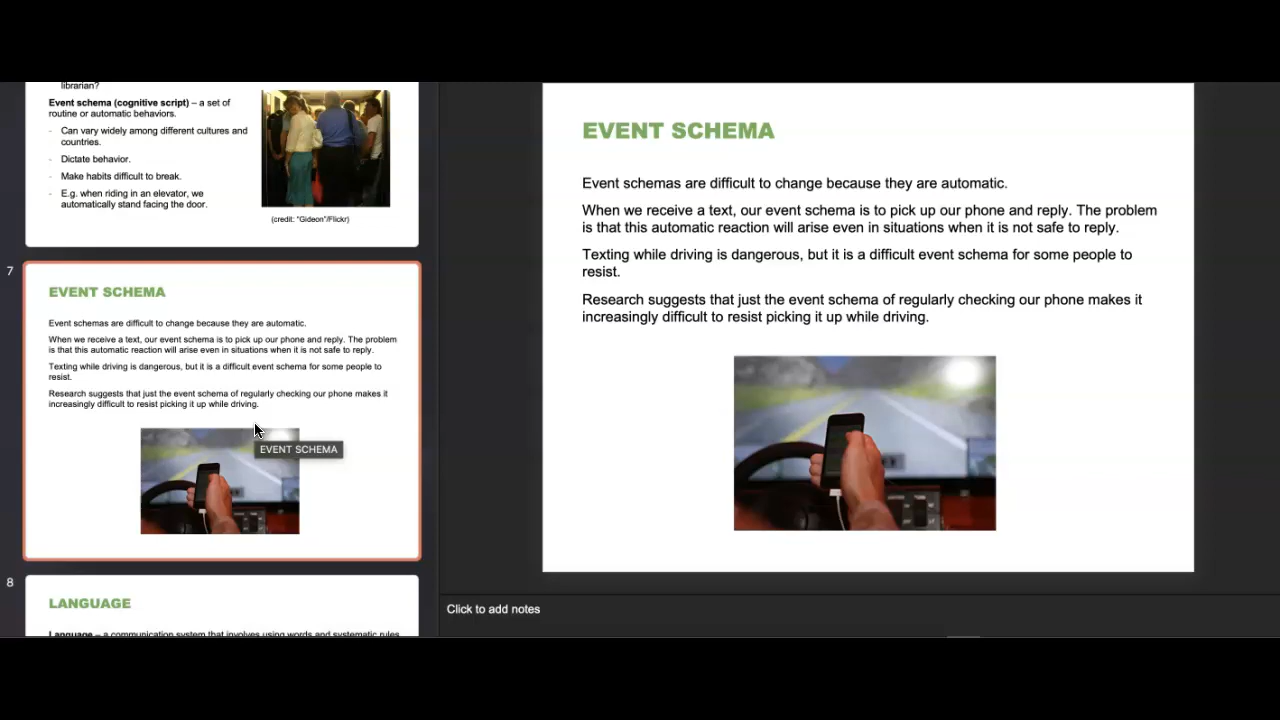 librarian?
Event schema (cognitive script) – a set of
routine or automatic behaviors.
- Can vary widely among different cultures and
countries.
- Dictate behavior.
- Make habits difficult to break.
- E.g. when riding in an elevator, we
automatically stand facing the door.
(credit: "Gideon"/Flickr)
7
EVENT SCHEMA
Event schemas are difficult to change because they are automatic.
When we receive a text, our event schema is to pick up our phone and reply. The problem
is that this automatic reaction will arise even in situations when it is not safe to reply.
Texting while driving is dangerous, but it is a difficult event schema for some people to
resist.
Research suggests that just the event schema of regularly checking our phone makes it
increasingly difficult to resist picking it up while driving.
EVENT SCHEMA
8
LANGUAGE
Language – a communication system that involves using words and systematic rules
EVENT SCHEMA
Event schemas are difficult to change because they are automatic.
When we receive a text, our event schema is to pick up our phone and reply. The problem
is that this automatic reaction will arise even in situations when it is not safe to reply.
Texting while driving is dangerous, but it is a difficult event schema for some people to
resist.
Research suggests that just the event schema of regularly checking our phone makes it
increasingly difficult to resist picking it up while driving.
Click to add notes